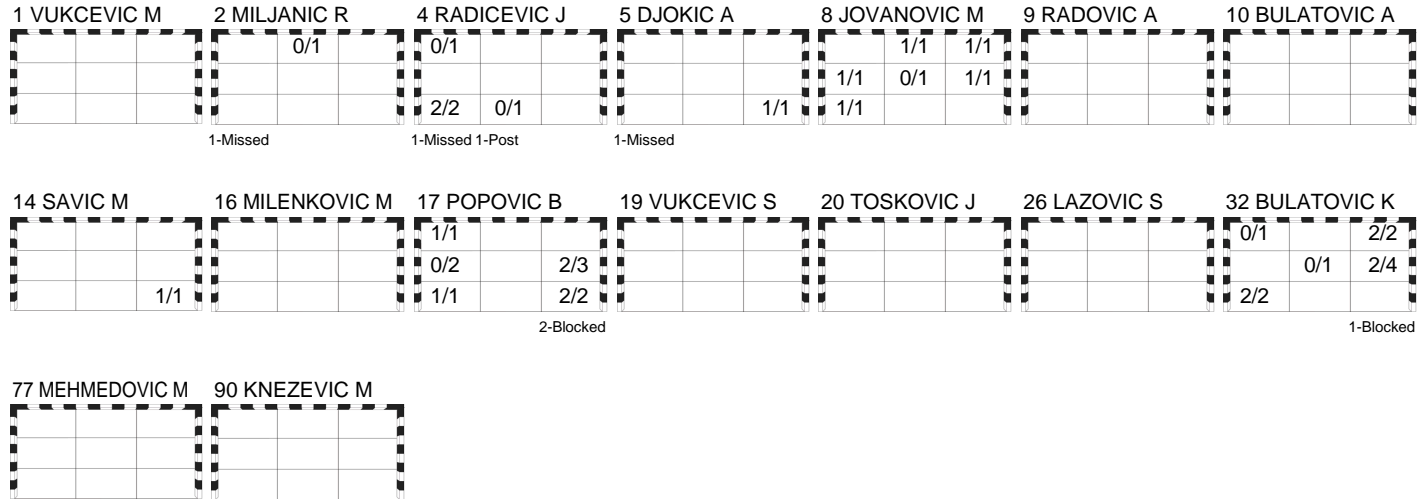 1 VUKCEVIC M 2 MILJANIC R 4 RADICEVIC J 5 DJOKIC A 8 JOVANOVIC M 9 RADOVIC A 10 BULATOVIC A
0/1 0/1 1/1 1/1
1/1 0/1 1/1
2/2 0/1 1/1 1/1
1-Missed 1-Missed 1-Post 1-Missed
14 SAVIC M 16 MILENKOVIC M 17 POPOVIC B 19 VUKCEVIC S 20 TOSKOVIC J 26 LAZOVIC S 32 BULATOVIC K
1/1 0/1 2/2
0/2 2/3 0/1 2/4
1/1 1/1 2/2 2/2
2-Blocked 1-Blocked
77 MEHMEDOVIC M 90 KNEZEVIC M